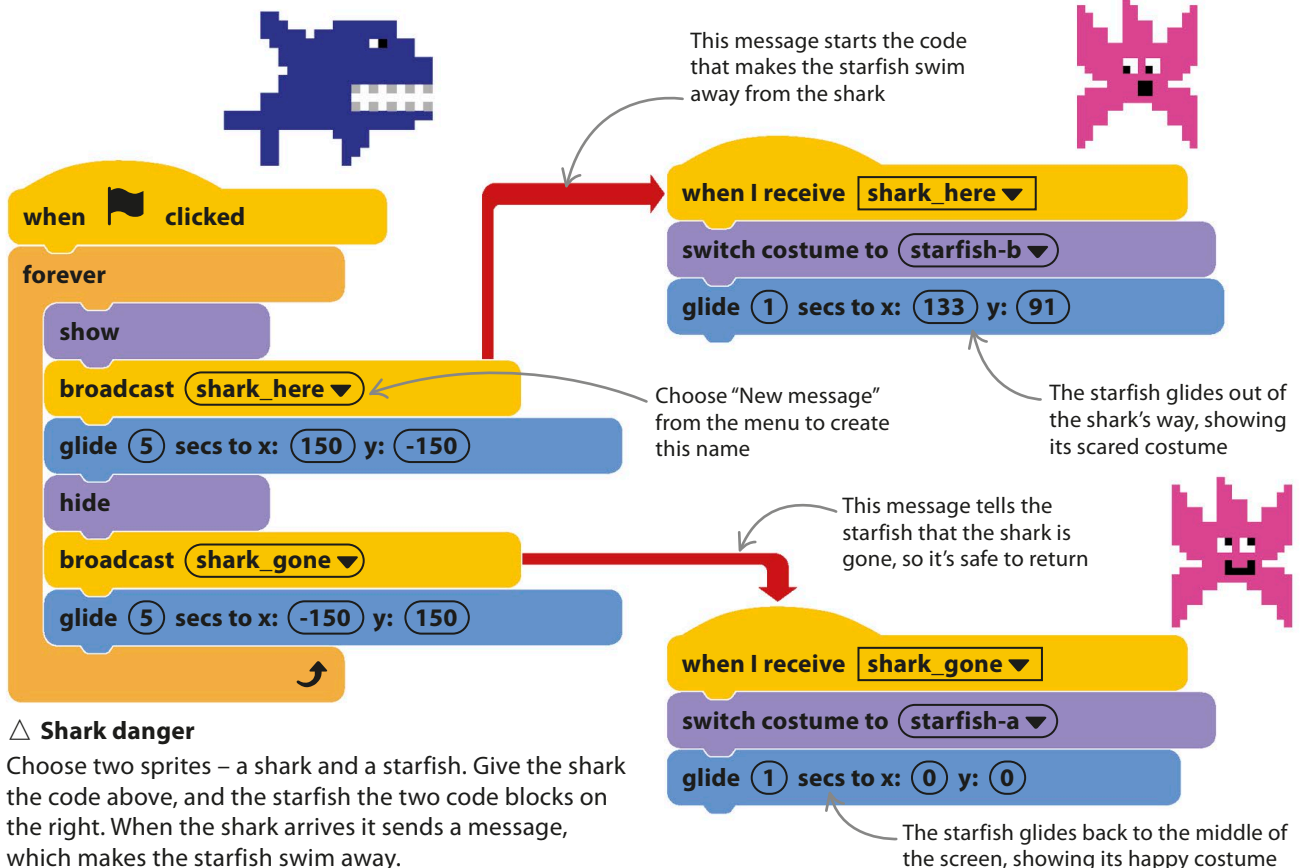 This message starts the code
that makes the starfish swim
away from the shark
when clicked
forever
show
broadcast shark_here
glide 5 secs to x: 150 y: -150
hide
broadcast shark_gone
glide 5 secs to x: -150 y: 150
when I receive shark_here
switch costume to starfish-b
glide 1 secs to x: 133 y: 91
Choose “New message”
from the menu to create
this name
The starfish glides out of
the shark’s way, showing
its scared costume
This message tells the
starfish that the shark is
gone, so it’s safe to return
when I receive shark_gone
switch costume to starfish-a
glide 1 secs to x: 0 y: 0
The starfish glides back to the middle of
the screen, showing its happy costume
△ Shark danger
Choose two sprites – a shark and a starfish. Give the shark
the code above, and the starfish the two code blocks on
the right. When the shark arrives it sends a message,
which makes the starfish swim away.